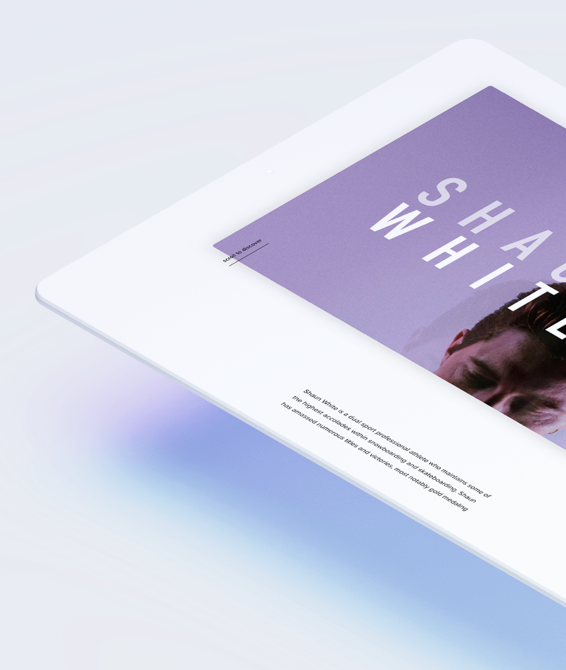 SHAU
WHITE
scroll to discover
Shaun White is a dual sport professional athlete who maintains some of
the highest accolades within snowboarding and skateboarding. Shaun
has amassed numerous titles and victories, most notably gold medaling